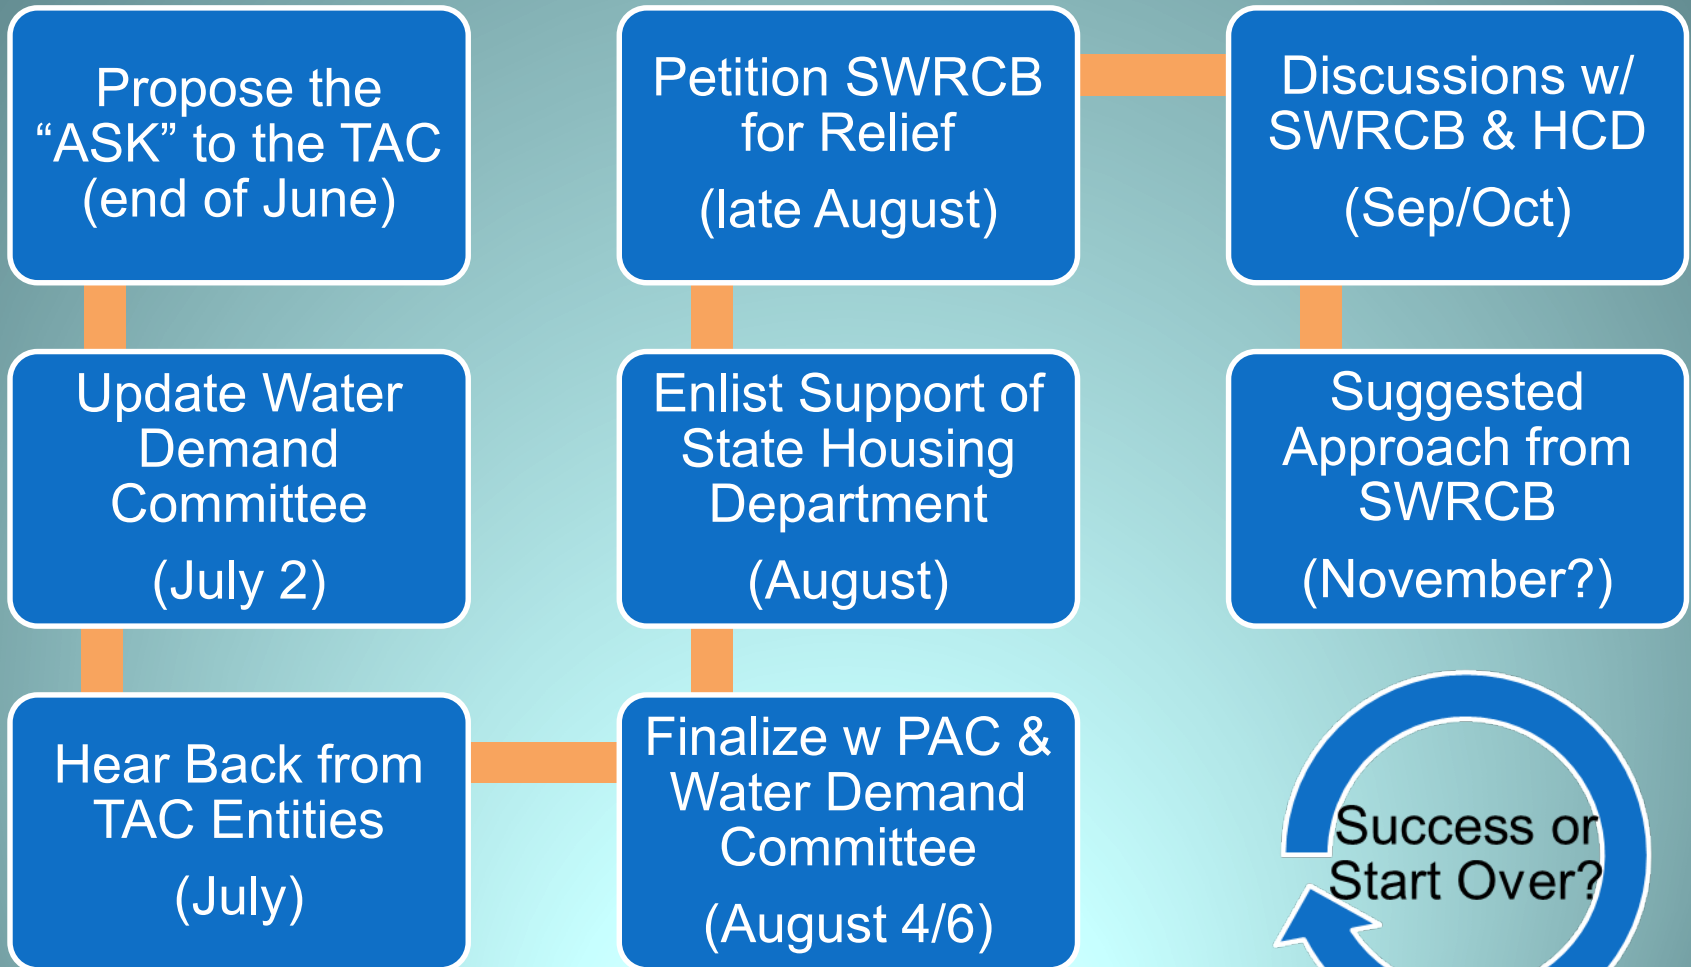 Propose the
“ASK” to the TAC
(end of June)
Update Water
Demand
Committee
(July 2)
Hear Back from
TAC Entities
(July)
Finalize w PAC &
Water Demand
Committee
(August 4/6)
Enlist Support of
State Housing
Department
(August)
Petition SWRCB
for Relief
(late August)
Discussions w/
SWRCB & HCD
(Sep/Oct)
Suggested
Approach from
SWRCB
(November?)
Success or
Start Over?